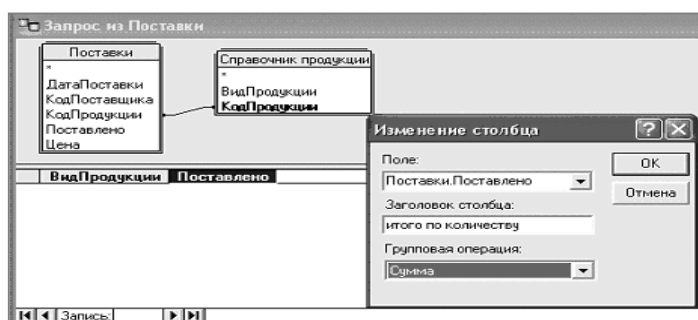 Запрос из Поставки
Поставки
*
ДатаПоставки
КодПоставщика
КодПродукции
Поставлено
Цена
Справочник продукции
*
ВидПродукции
КодПродукции
ВидПродукции Поставлено
Запись:
Изменение столбца
Поле:
Поставки.Поставлено
Заголовок столбца:
итого по количеству
Групповая операция:
Сумма
OK
Отмена